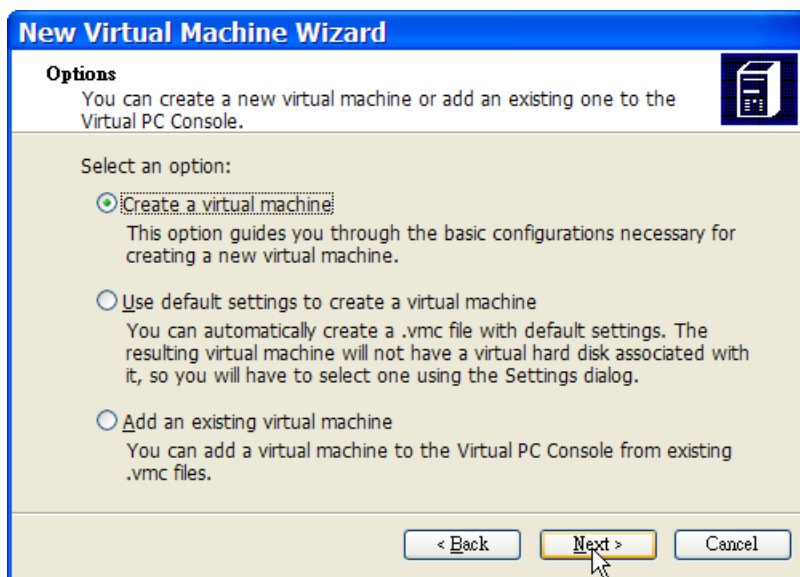 New Virtual Machine Wizard
Options
You can create a new virtual machine or add an existing one to the
Virtual PC Console.
Select an option:
Create a virtual machine
This option guides you through the basic configurations necessary for
creating a new virtual machine.
Use default settings to create a virtual machine
You can automatically create a .vmc file with default settings. The
resulting virtual machine will not have a virtual hard disk associated with
it, so you will have to select one using the Settings dialog.
Add an existing virtual machine
You can add a virtual machine to the Virtual PC Console from existing
.vmc files.
< Back Next > Cancel